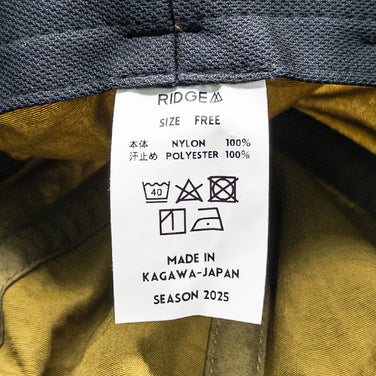 RIDGE
SIZE FREE
本体 NYLON 100%
汗止め POLYESTER 100%
40
MADE IN
KAGAWA-JAPAN
SEASON 2025